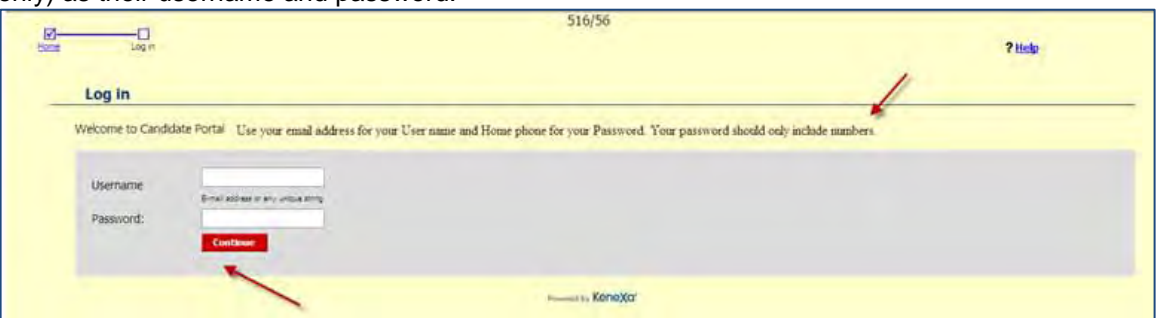 only) as their username and password.
516/56
Home Log in
? Help
Log in
Welcome to Candidate Portal Use your email address for your User name and Home phone for your Password. Your password should only include numbers.
Username
E-mail address or any unique string
Password:
Continue
Powered by Kenexa